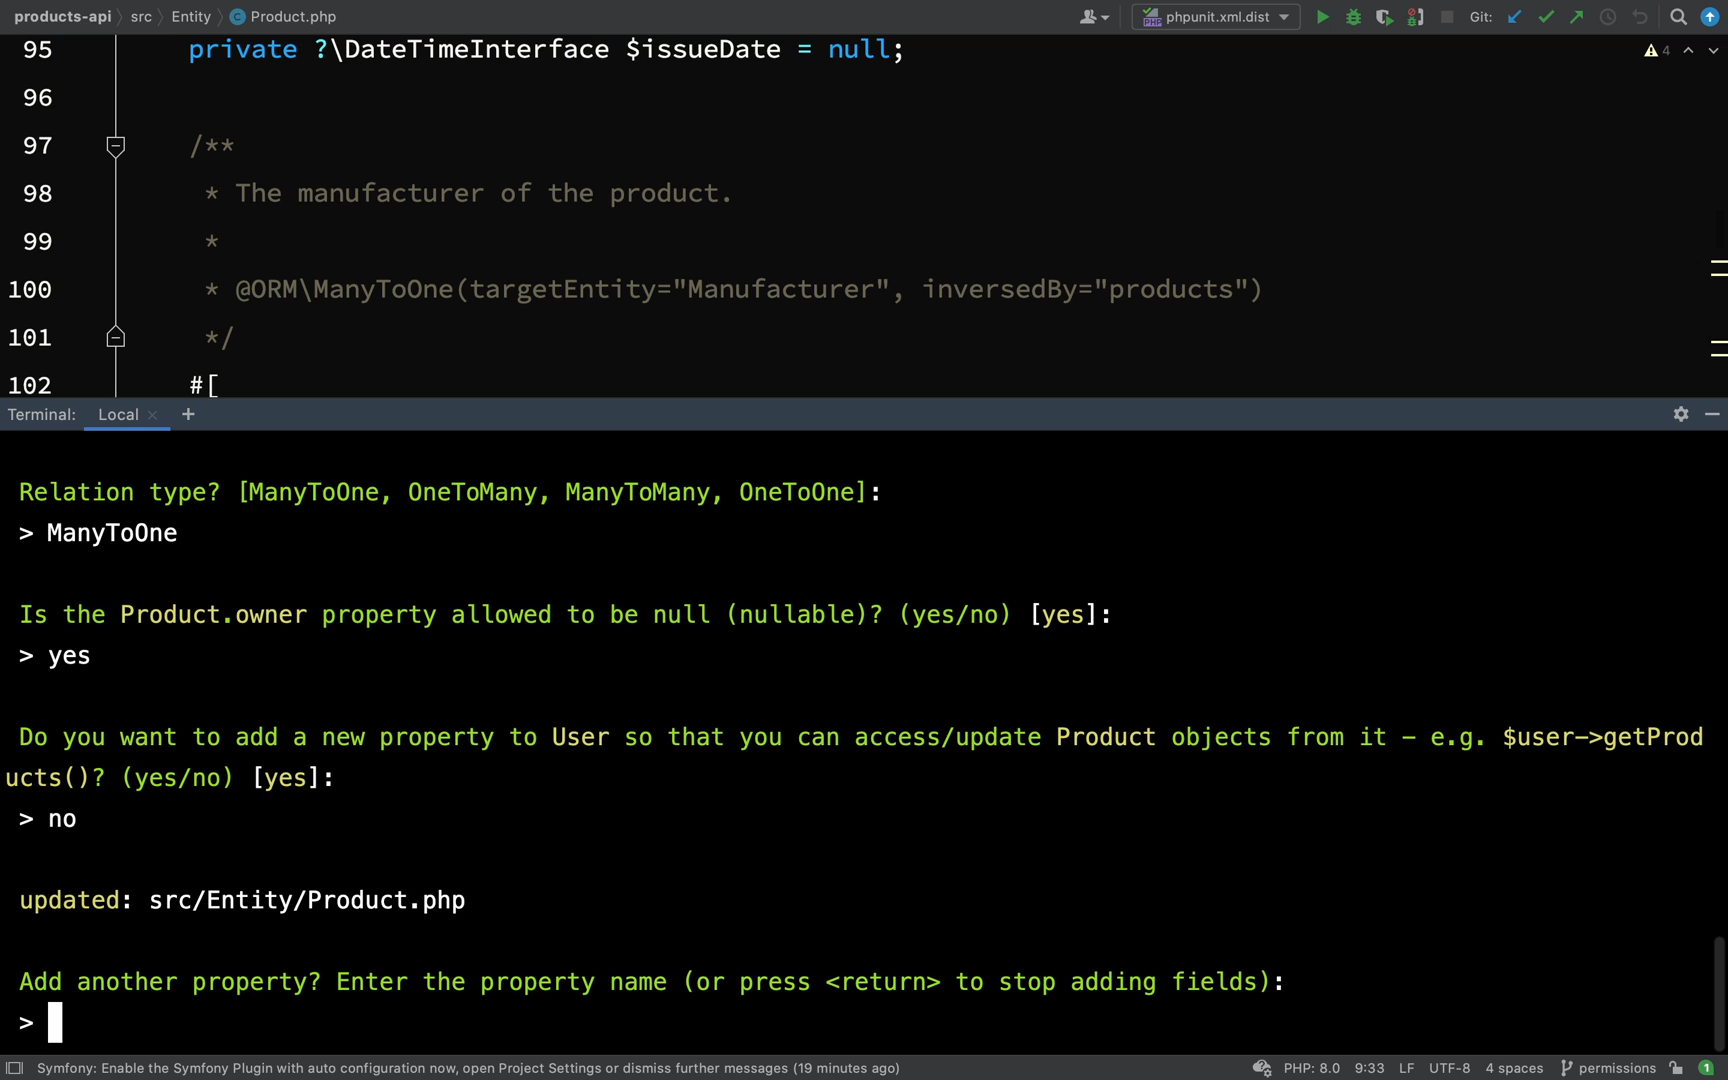 products-api src Entity Product.php phpunit.xml.dist Git:
95 private ?\DateTimeInterface $issueDate = null; 4
96
97 /**
98 * The manufacturer of the product.
99 *
100 * @ORM\ManyToOne(targetEntity="Manufacturer", inversedBy="products")
101 */
102 #[
Terminal: Local × +
Relation type? [ManyToOne, OneToMany, ManyToMany, OneToOne]:
> ManyToOne
Is the Product.owner property allowed to be null (nullable)? (yes/no) [yes]:
> yes
Do you want to add a new property to User so that you can access/update Product objects from it – e.g. $user->getProd
ucts()? (yes/no) [yes]:
> no
updated: src/Entity/Product.php
Add another property? Enter the property name (or press <return> to stop adding fields):
>
Symfony: Enable the Symfony Plugin with auto configuration now, open Project Settings or dismiss further messages (19 minutes ago) PHP: 8.0 9:33 LF UTF-8 4 spaces permissions 1